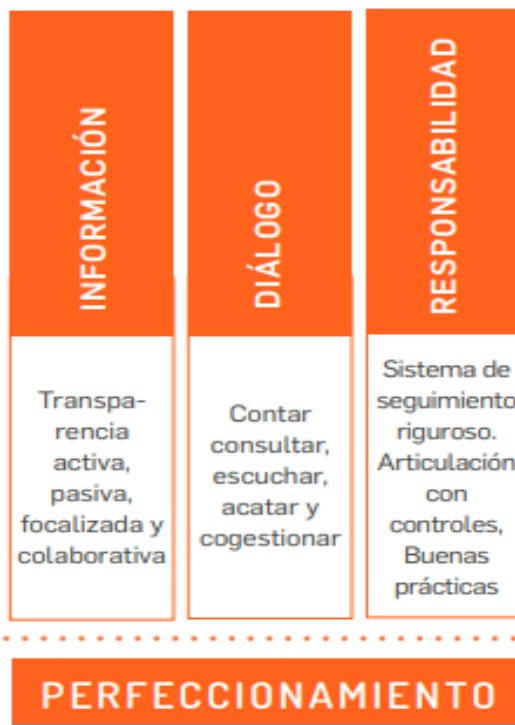 INFORMACIÓN
Transpa-
rencia
activa,
pasiva,
focalizada y
colaborativa
DIÁLOGO
Contar
consultar,
escuchar,
acatar y
cogestionar
RESPONSABILIDAD
Sistema de
seguimiento
riguroso.
Articulación
con
controles,
Buenas
prácticas
PERFECCIONAMIENTO